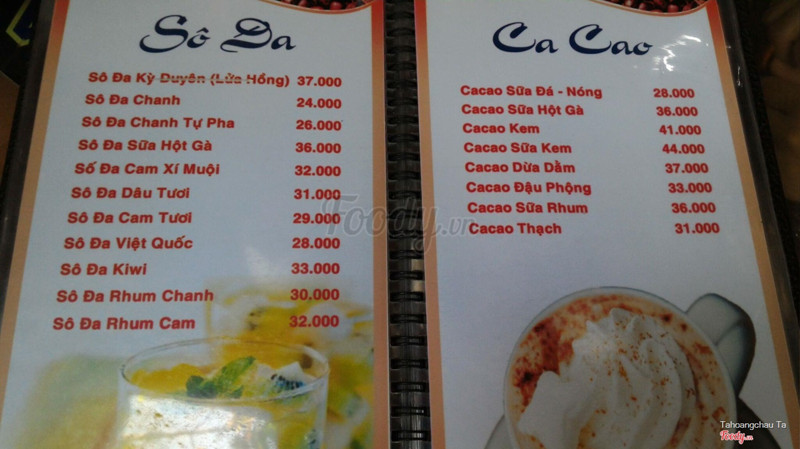 Sô Đa
Sô Đa Kỳ Duyên (Lửa Hồng) 37.000
Sô Đa Chanh 24.000
Sô Đa Chanh Tự Pha 26.000
Sô Đa Sữa Hột Gà 36.000
Số Đa Cam Xí Muội 32.000
Sô Đa Dâu Tươi 31.000
Sô Đa Cam Tươi 29.000
Sô Đa Việt Quốc 28.000
Sô Đa Kiwi 33.000
Sô Đa Rhum Chanh 30.000
Sô Đa Rhum Cam 32.000
Ca Cao
Cacao Sữa Đá - Nóng 28.000
Cacao Sữa Hột Gà 36.000
Cacao Kem 41.000
Cacao Sữa Kem 44.000
Cacao Dừa Dầm 37.000
Cacao Đậu Phộng 33.000
Cacao Sữa Rhum 36.000
Cacao Thạch 31.000
Foody.vn
Tahoangchau Ta
Foody.vn